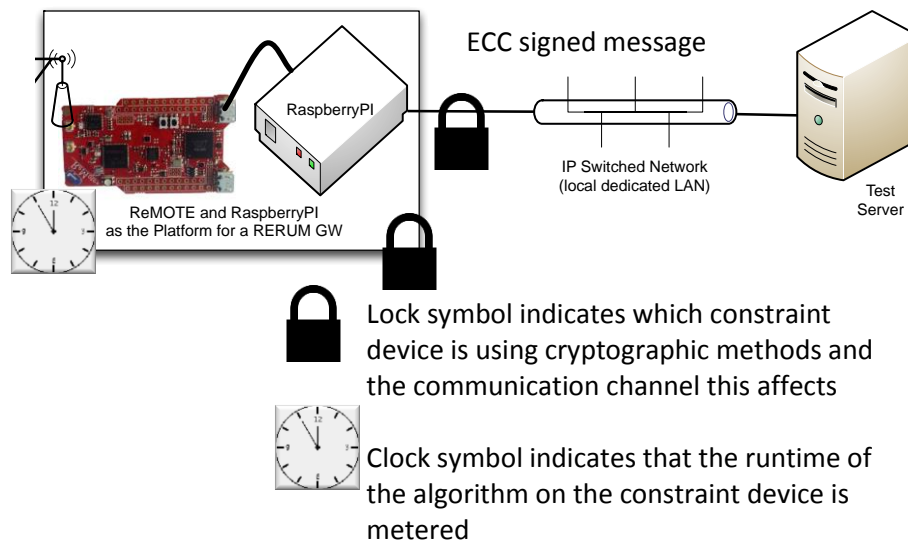 ECC signed message
RaspberryPI
IP Switched Network
(local dedicated LAN)
Test
Server
ReMOTE and RaspberryPI
as the Platform for a RERUM GW
Lock symbol indicates which constraint
device is using cryptographic methods and
the communication channel this affects
Clock symbol indicates that the runtime of
the algorithm on the constraint device is
metered